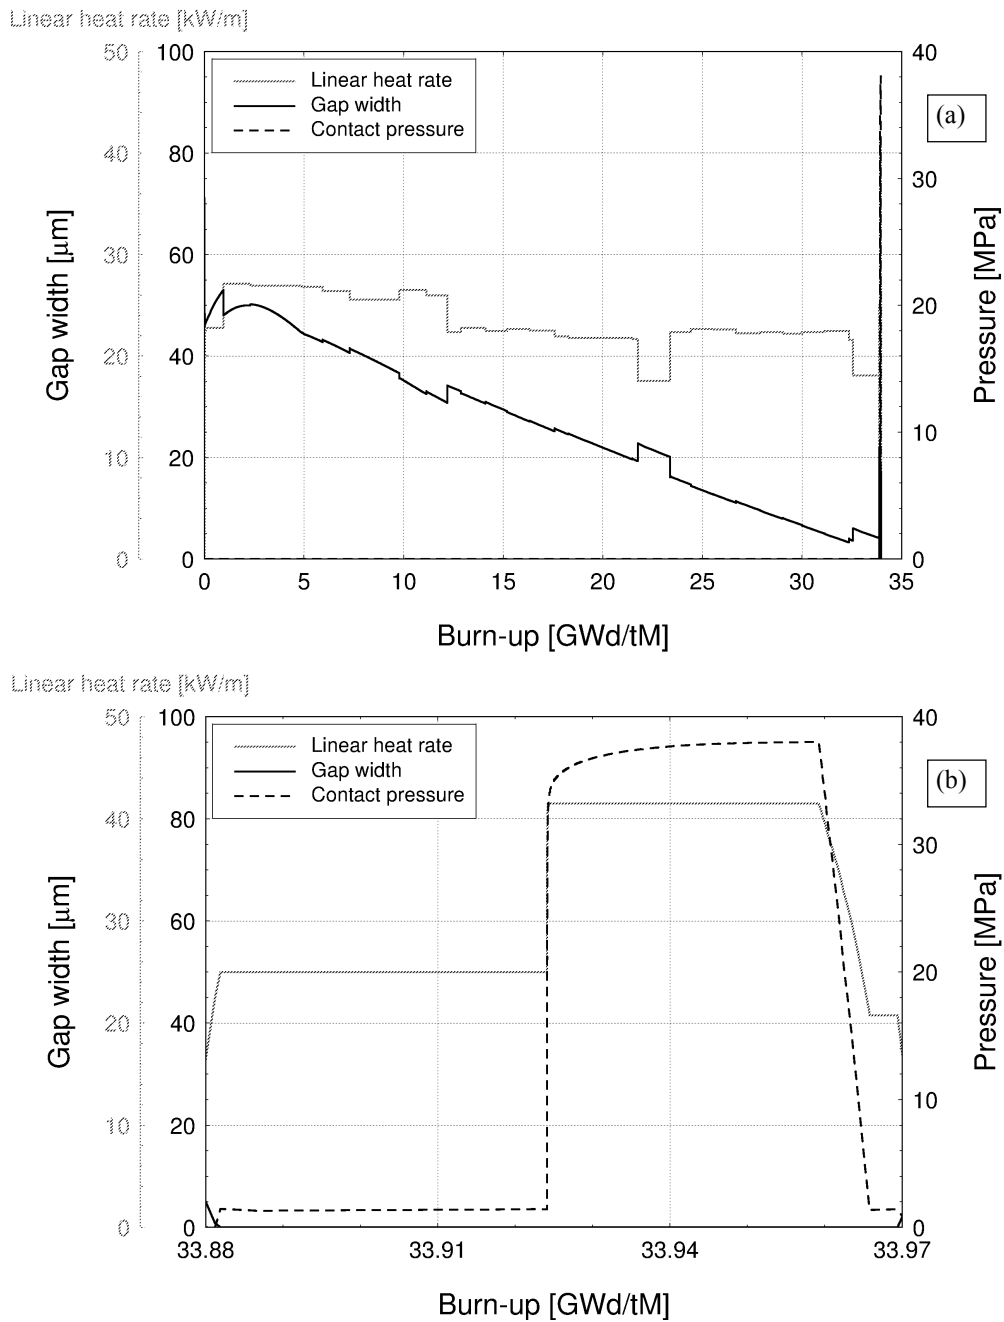 Linear heat rate [kW/m]
50
100
40
Linear heat rate
Gap width
Contact pressure
(a)
40
80
30
30
60
20
20
40
10
10
20
0
0
0
Gap width [μm]
Pressure [MPa]
0 5 10 15 20 25 30 35
Burn-up [GWd/tM]
Linear heat rate [kW/m]
50
100
40
Linear heat rate
Gap width
Contact pressure
(b)
40
80
30
30
60
20
20
40
10
10
20
0
0
0
Gap width [μm]
Pressure [MPa]
33.88 33.91 33.94 33.97
Burn-up [GWd/tM]